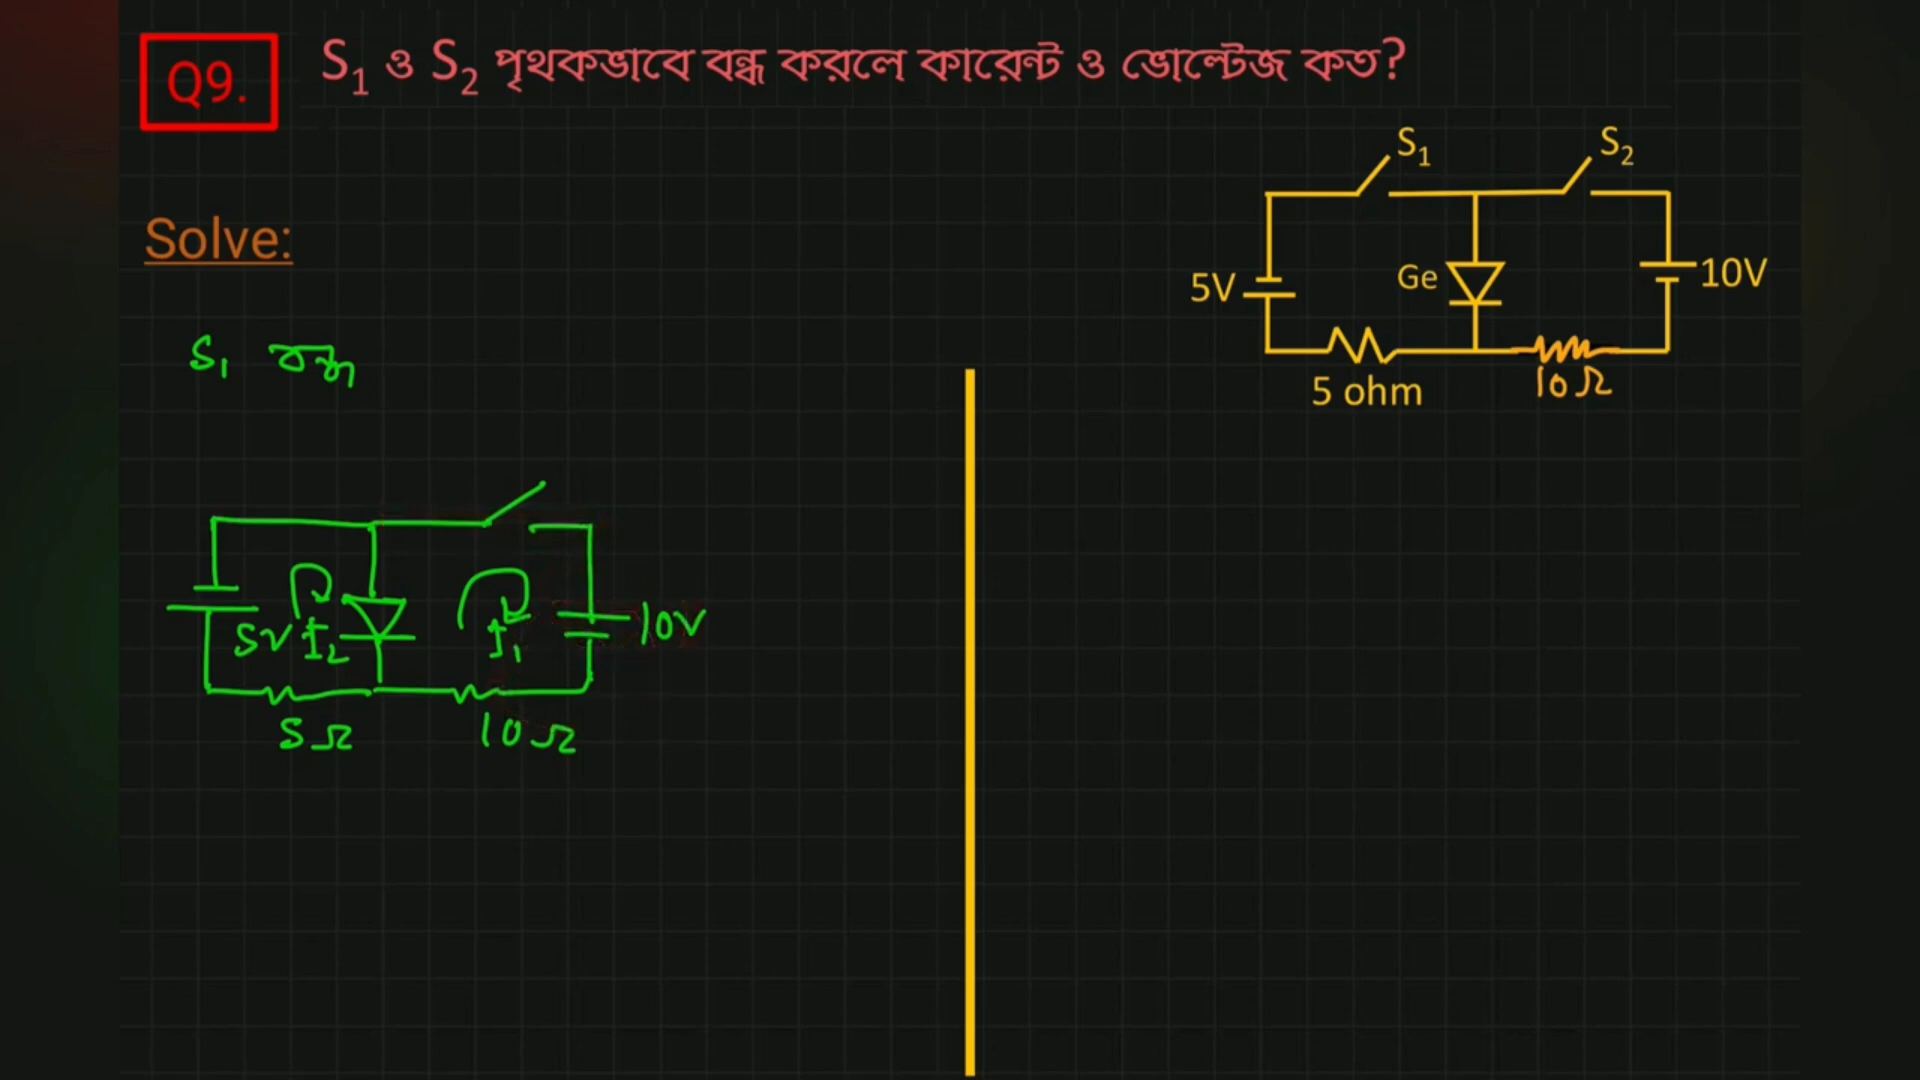 Q9.
S₁ ও S₂ পৃথকভাবে বন্ধ করলে কারেন্ট ও ভোল্টেজ কত?
S₁
S₂
5V
Ge
10V
5 ohm
10Ω
Solve:
S₁ বন্ধ
5V
I₂
I₁
10V
5Ω
10Ω